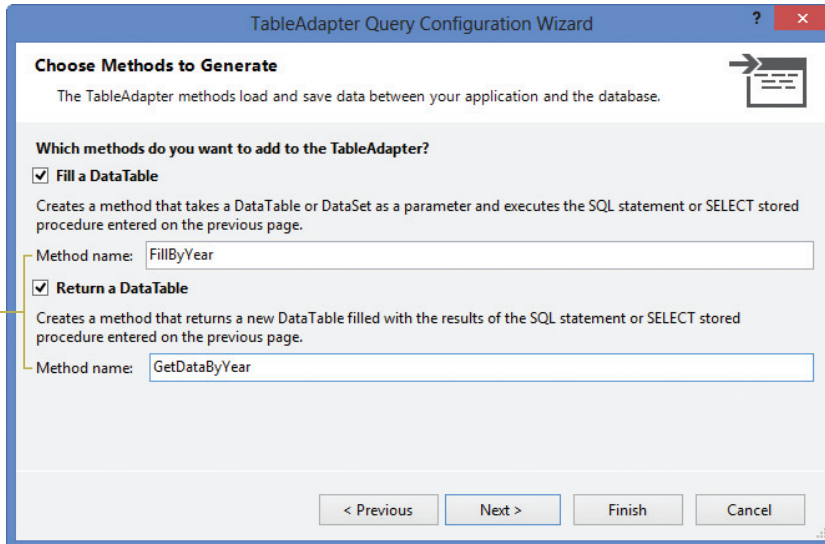 TableAdapter Query Configuration Wizard
?
×
Choose Methods to Generate
The TableAdapter methods load and save data between your application and the database.
Which methods do you want to add to the TableAdapter?
Fill a DataTable
Creates a method that takes a DataTable or DataSet as a parameter and executes the SQL statement or SELECT stored
procedure entered on the previous page.
Method name: FillByYear
Return a DataTable
Creates a method that returns a new DataTable filled with the results of the SQL statement or SELECT stored
procedure entered on the previous page.
Method name: GetDataByYear
< Previous Next > Finish Cancel